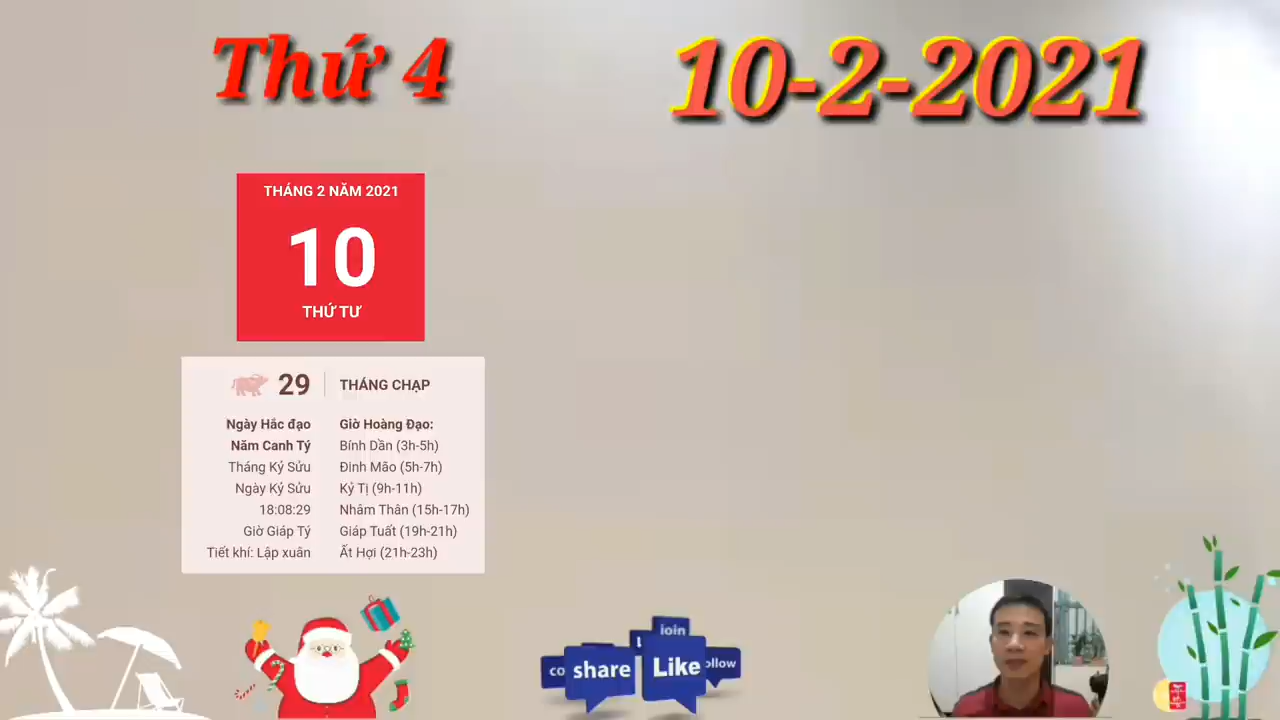 Thứ 4
10-2-2021
THÁNG 2 NĂM 2021
10
THỨ TƯ
29 THÁNG CHẠP
Ngày Hắc đạo
Năm Canh Tý
Tháng Kỷ Sửu
Ngày Kỷ Sửu
18:08:29
Giờ Giáp Tý
Tiết khí: Lập xuân
Giờ Hoàng Đạo:
Bính Dần (3h-5h)
Đinh Mão (5h-7h)
Kỷ Tị (9h-11h)
Nhâm Thân (15h-17h)
Giáp Tuất (19h-21h)
Ất Hợi (21h-23h)
join
co share Like ollow